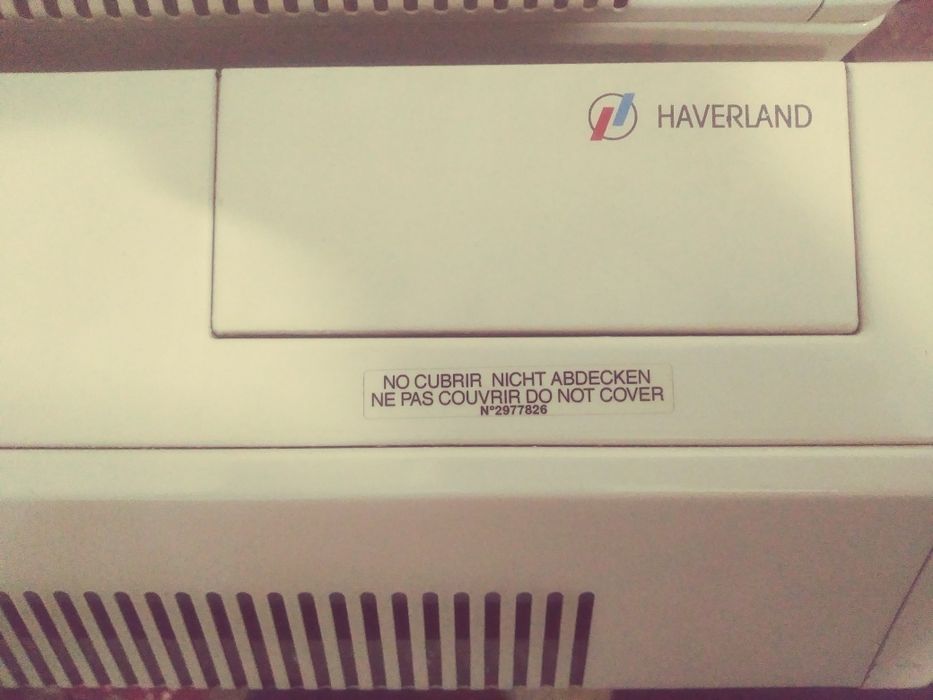 HAVERLAND
NO CUBRIR NICHT ABDECKEN
NE PAS COUVRIR DO NOT COVER
Nº2977826